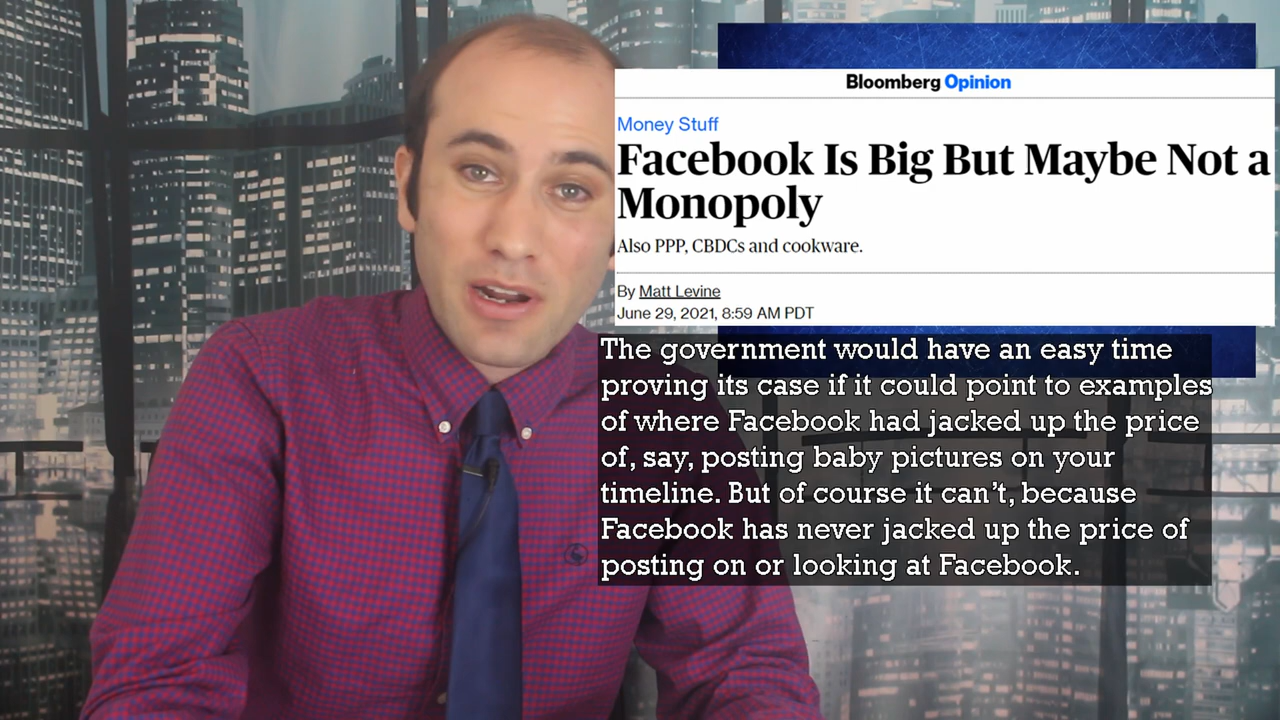 Bloomberg Opinion
Money Stuff
Facebook Is Big But Maybe Not a
Monopoly
Also PPP, CBDCs and cookware.
By Matt Levine
June 29, 2021, 8:59 AM PDT
The government would have an easy time
proving its case if it could point to examples
of where Facebook had jacked up the price
of, say, posting baby pictures on your
timeline. But of course it can’t, because
Facebook has never jacked up the price of
posting on or looking at Facebook.